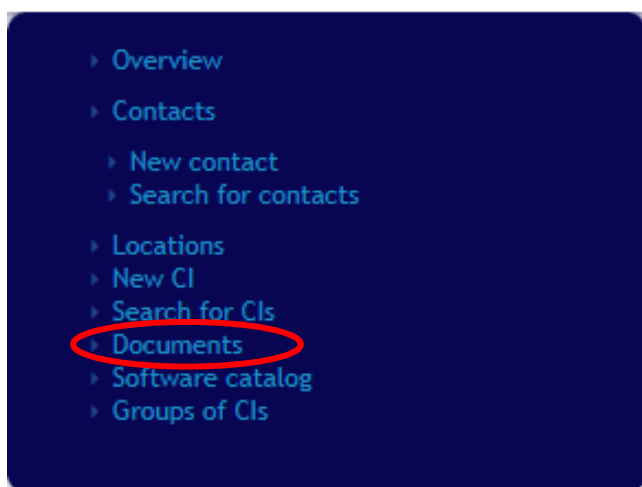 Overview
Contacts
New contact
Search for contacts
Locations
New CI
Search for CIs
Documents
Software catalog
Groups of CIs